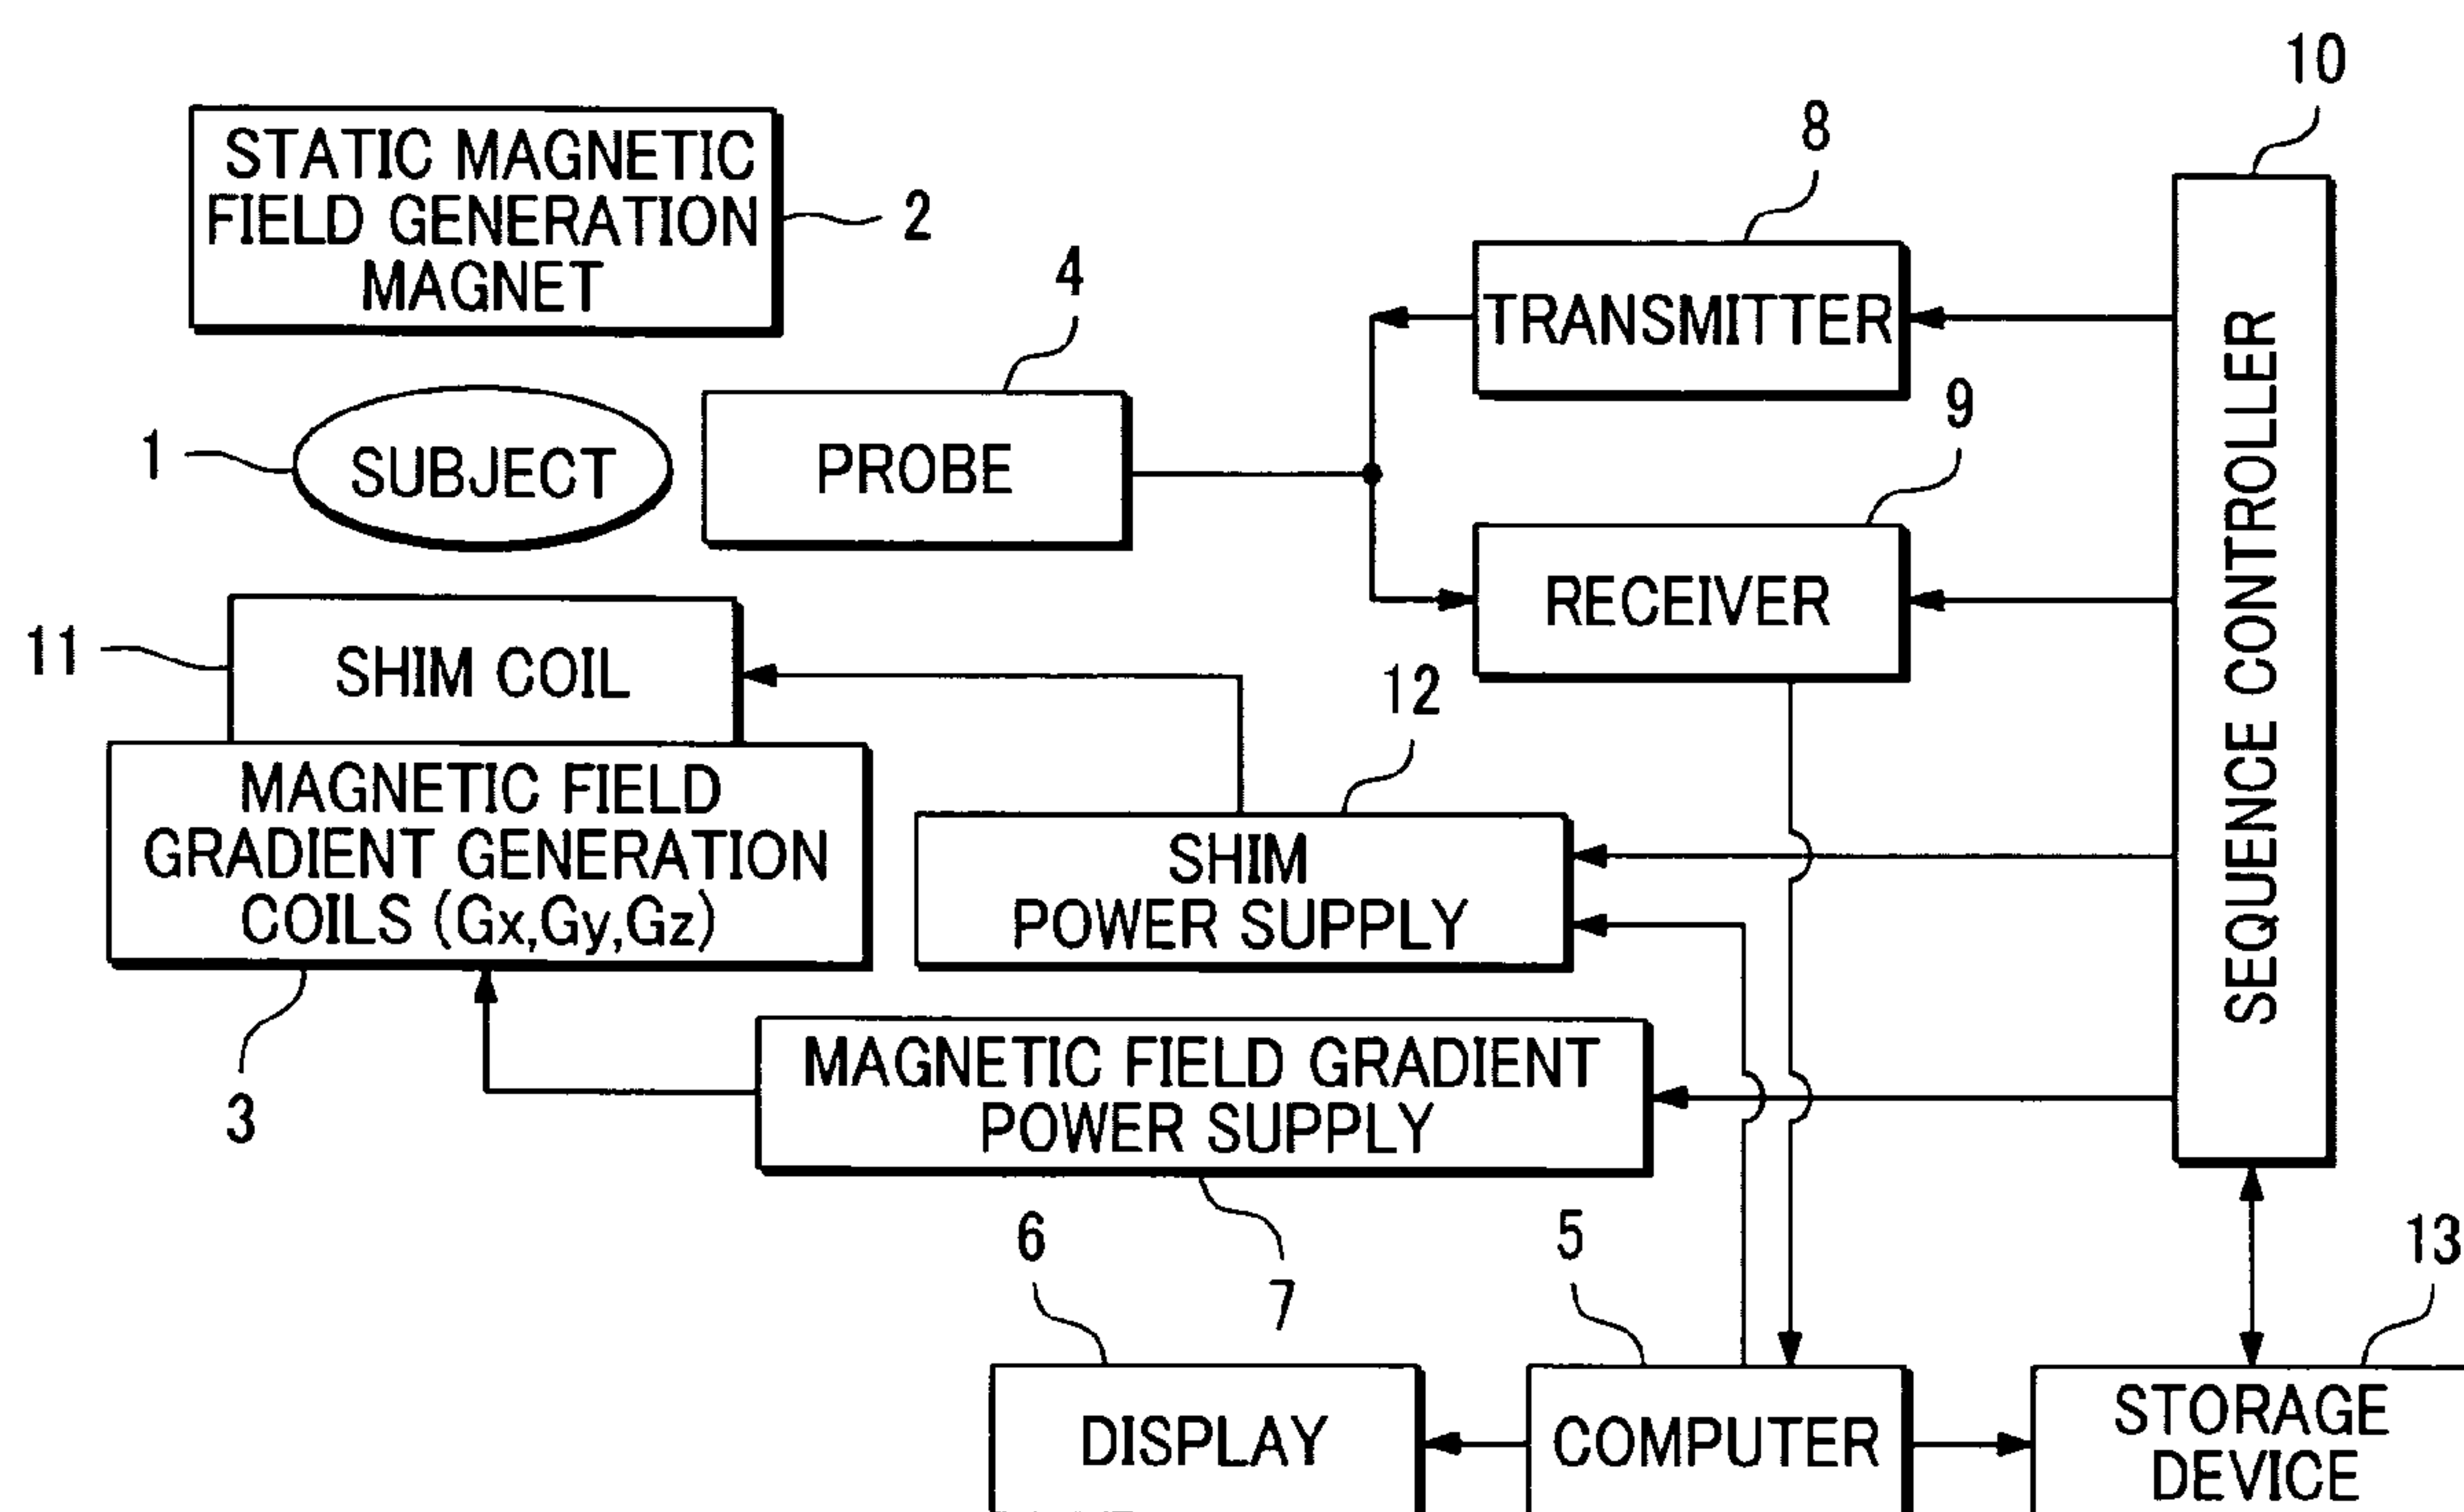 10
8
STATIC MAGNETIC
FIELD GENERATION
MAGNET
2
4
TRANSMITTER
9
1
SUBJECT
PROBE
RECEIVER
SEQUENCE CONTROLLER
11
SHIM COIL
12
MAGNETIC FIELD
GRADIENT GENERATION
COILS (Gx,Gy,Gz)
SHIM
POWER SUPPLY
3
MAGNETIC FIELD GRADIENT
POWER SUPPLY
7
6
5
13
DISPLAY
COMPUTER
STORAGE
DEVICE